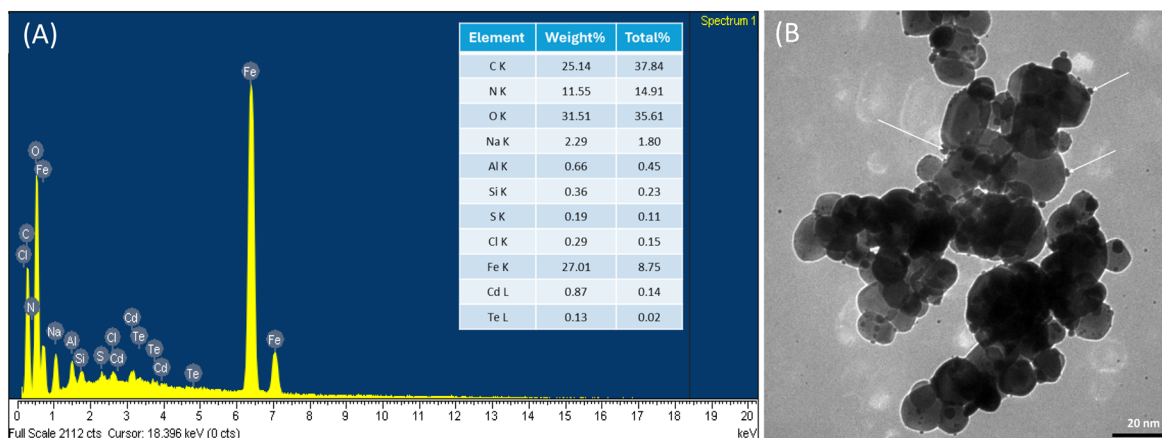 (A)
Spectrum 1
Element Weight% Total%
C K 25.14 37.84
N K 11.55 14.91
O K 31.51 35.61
Na K 2.29 1.80
Al K 0.66 0.45
Si K 0.36 0.23
S K 0.19 0.11
Cl K 0.29 0.15
Fe K 27.01 8.75
Cd L 0.87 0.14
Te L 0.13 0.02
Fe
O
Fe
C
Cl
N
Na
Al
Si
S
Cl
Cd
Cd
Te
Te
Cd
Te
Fe
0 1 2 3 4 5 6 7 8 9 10 11 12 13 14 15 16 17 18 19 20
Full Scale 2112 cts Cursor: 18.396 keV (0 cts) keV
(B)
20 nm